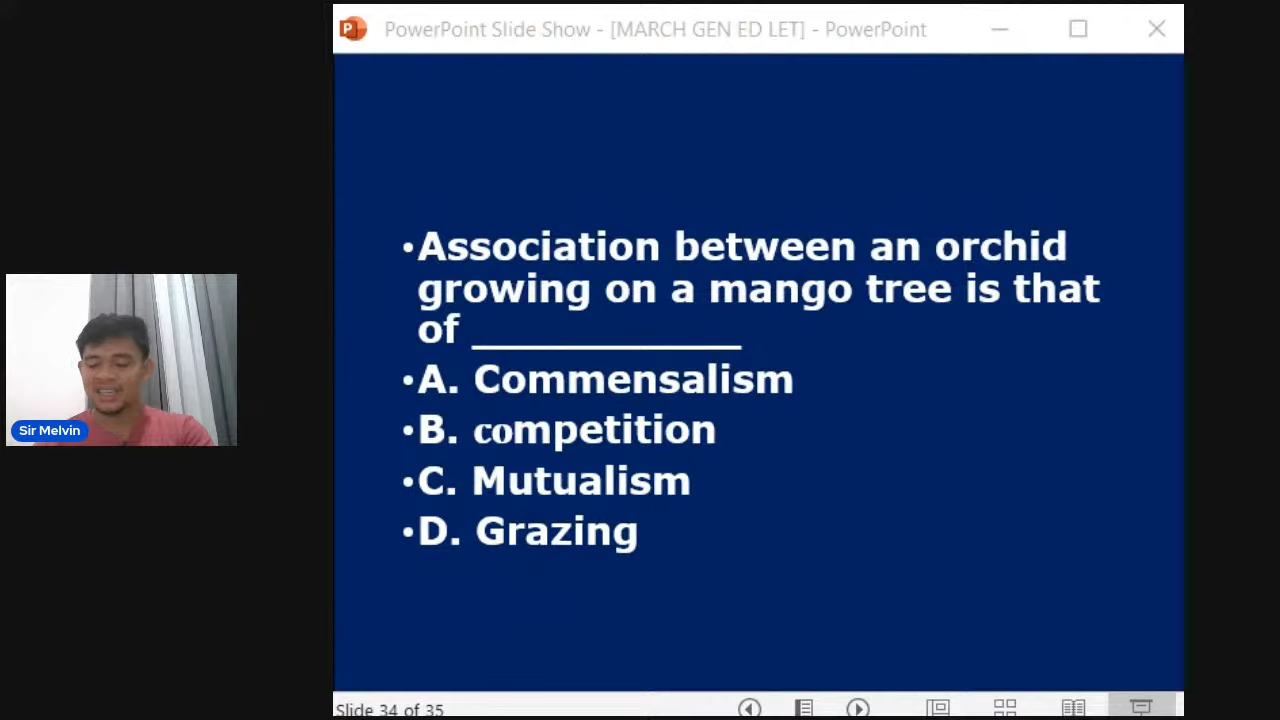 PowerPoint Slide Show - [MARCH GEN ED LET] - PowerPoint
•Association between an orchid
growing on a mango tree is that
of _____________
•A. Commensalism
•B. competition
•C. Mutualism
•D. Grazing
Sir Melvin
Slide 34 of 35